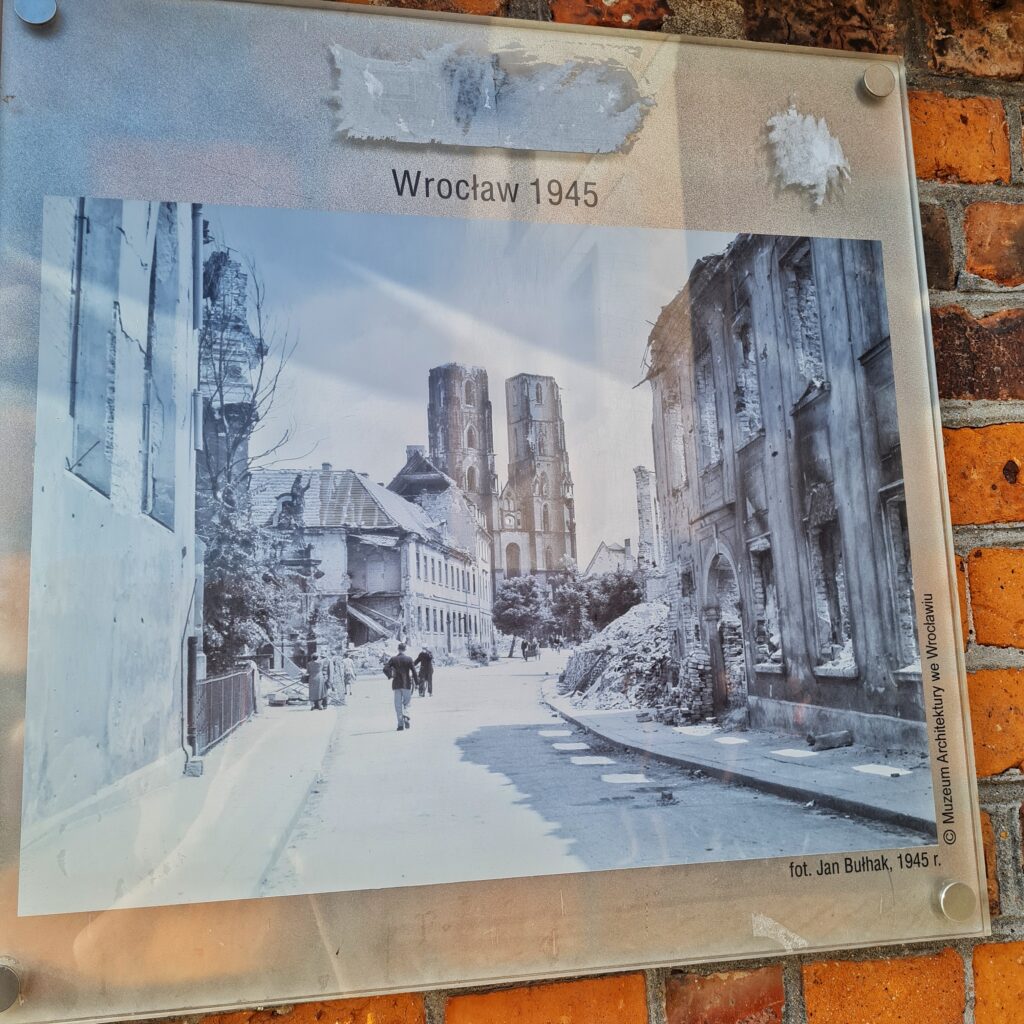 Wrocław 1945
© Muzeum Architektury we Wrocławiu
fot. Jan Bułhak, 1945 r.